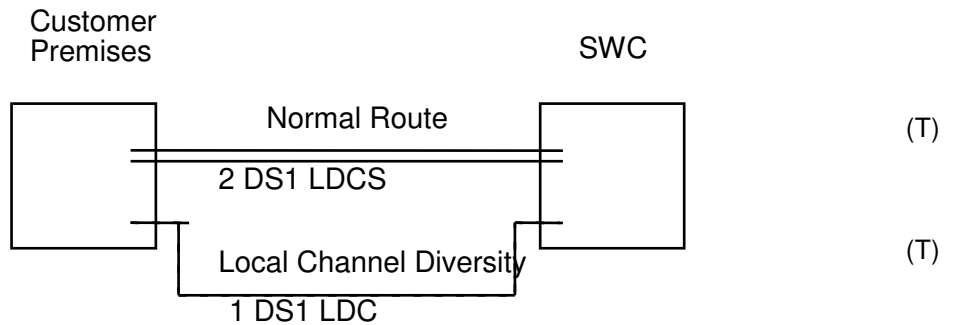 Customer
Premises
SWC
Normal Route
(T)
2 DS1 LDCS
Local Channel Diversity
(T)
1 DS1 LDC